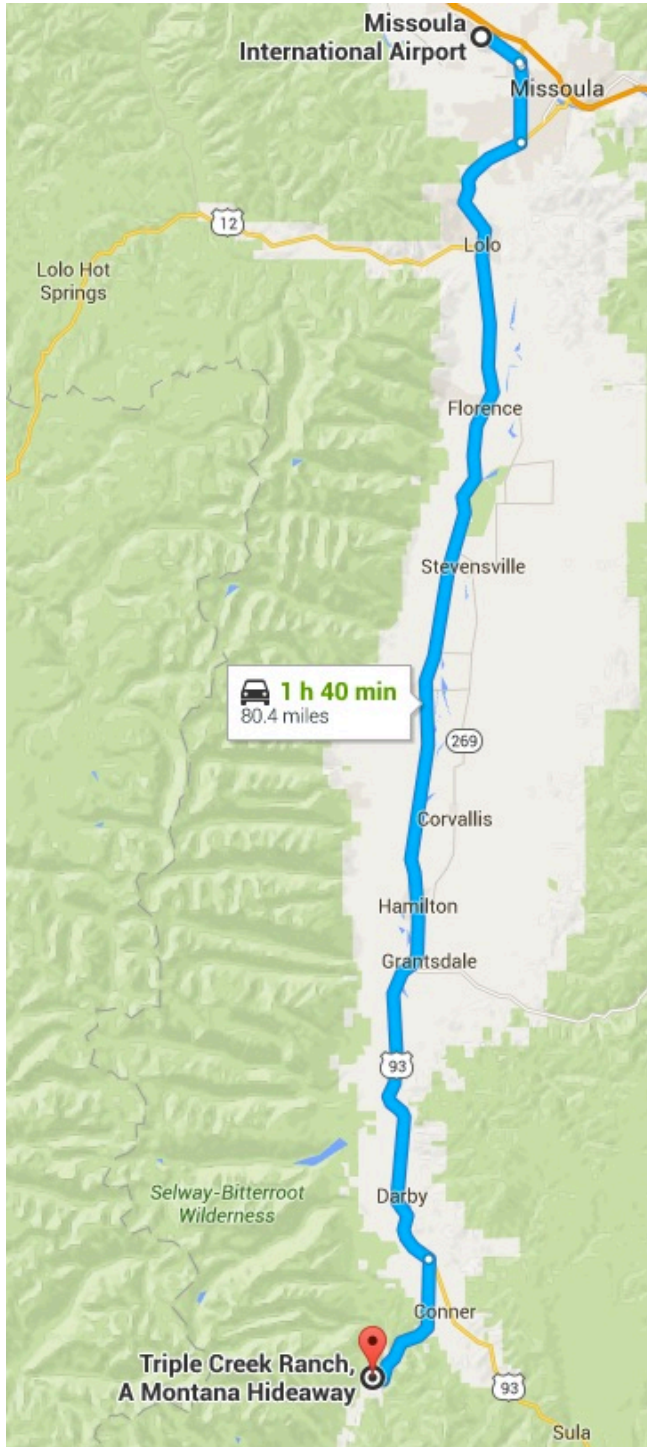 Missoula
International Airport
Missoula
12
Lolo
Lolo Hot
Springs
Florence
Stevensville
1 h 40 min
80.4 miles
269
Corvallis
Hamilton
Grantsdale
93
Selway-Bitterroot
Wilderness
Darby
Conner
Triple Creek Ranch,
A Montana Hideaway
93
Sula